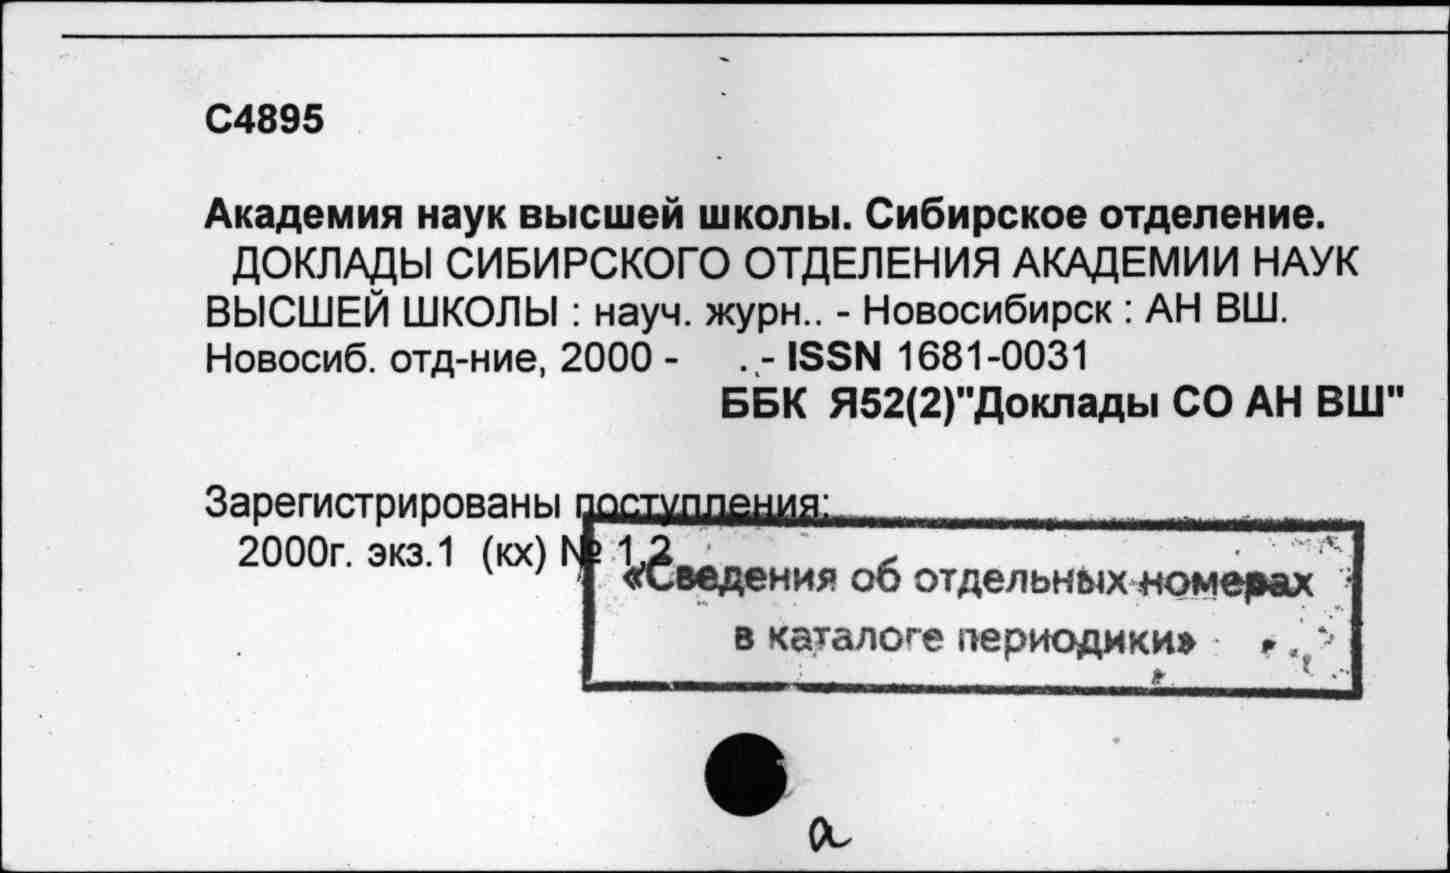 С4895
Академия наук высшей школы. Сибирское отделение.
ДОКЛАДЫ СИБИРСКОГО ОТДЕЛЕНИЯ АКАДЕМИИ НАУК
ВЫСШЕЙ ШКОЛЫ : науч. журн.. - Новосибирск : АН ВШ.
Новосиб. отд-ние, 2000 -     .,- ISSN 1681-0031
ББК Я52(2)"Доклады СО АН ВШ"
Зарегистрированы поступления:
2000г. экз.1 (кх) № 1,2
«Сведения об отдельных номерах
в каталоге периодики»
а